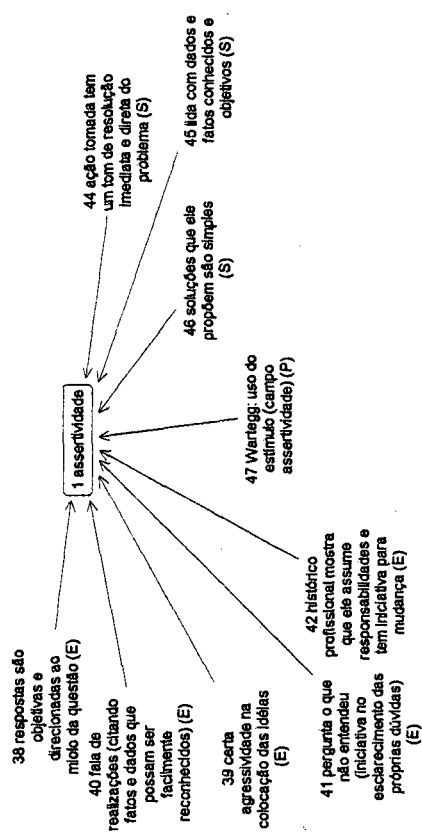 1 assertividade
38 respostas são
objetivas e
direcionadas ao
miolo da questão (E)
40 fala de
realizações (citando
fatos e dados que
possam ser
facilmente
reconhecidos) (E)
39 certa
agressividade na
colocação das idéias
(E)
41 pergunta o que
não entendeu
(iniciativa no
esclarecimento das
próprias dúvidas)
(E)
42 histórico
profissional mostra
que ele assume
responsabilidades e
tem iniciativa para
mudança (E)
47 Wartegg: uso do
estímulo (campo
assertividade) (P)
46 soluções que ele
propõem são simples
(S)
45 lida com dados e
fatos conhecidos e
objetivos (S)
44 ação tomada tem
um tom de resolução
imediata e direta do
problema (S)